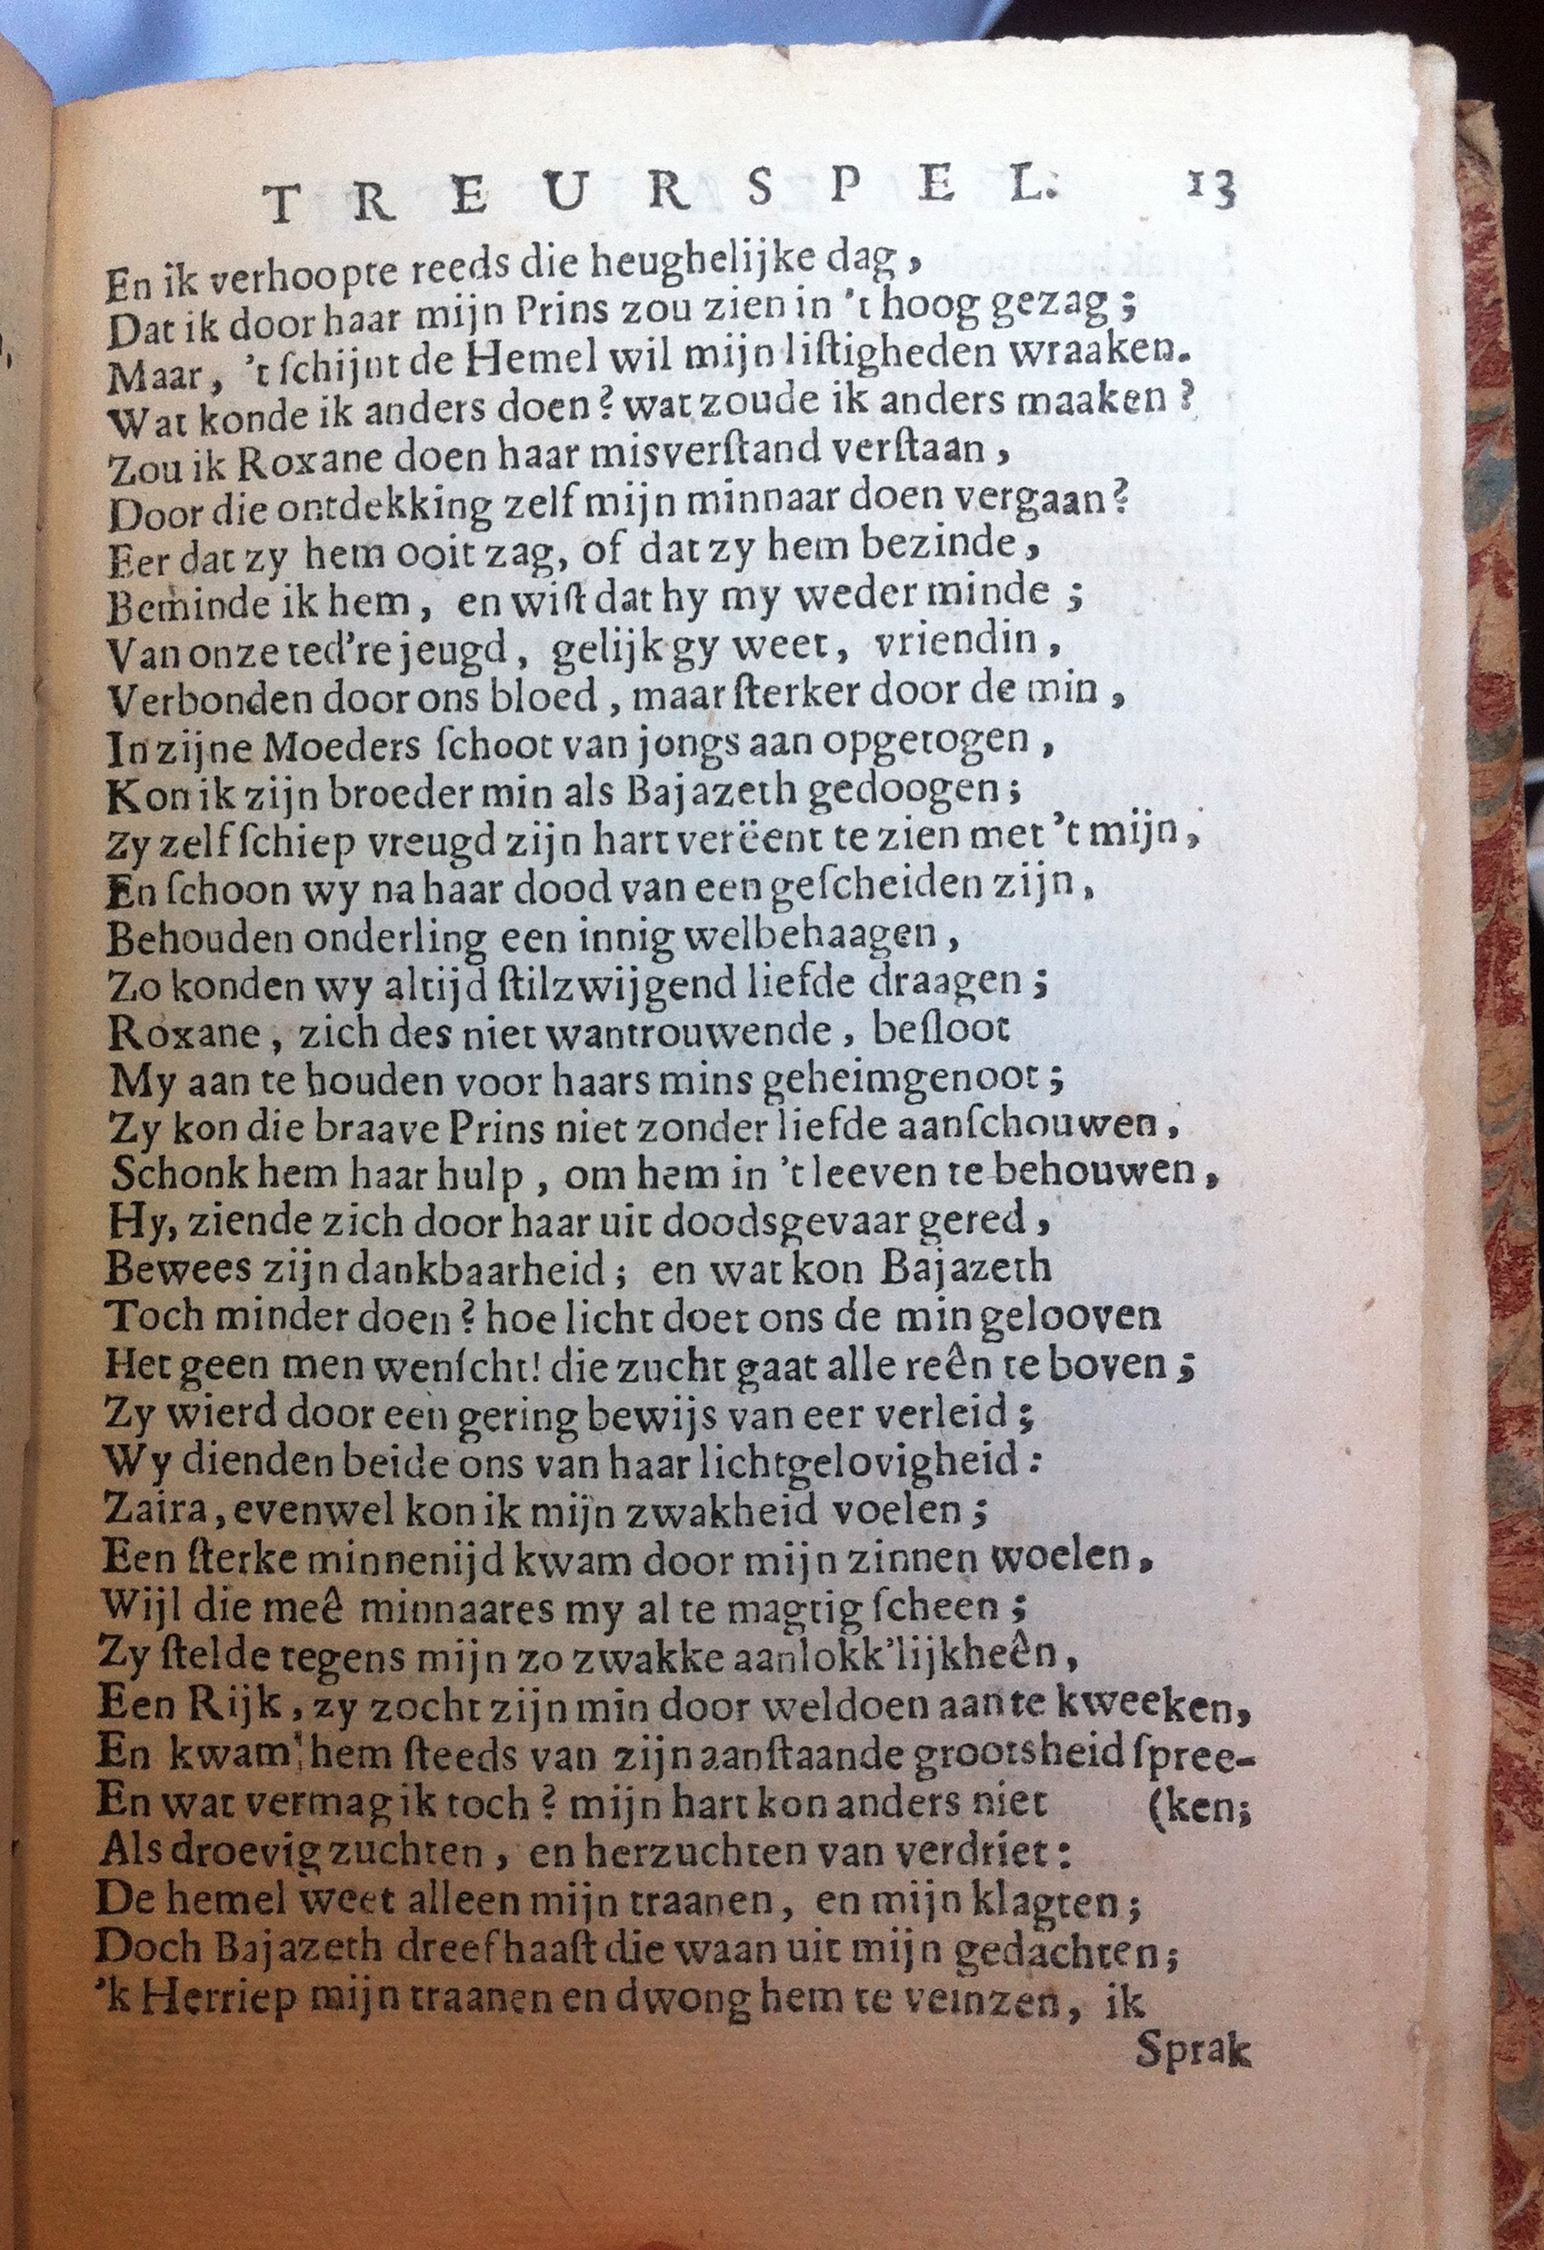 TREURSPEL. 13
En ik verhoopte reeds die heughelijke dag,
Dat ik door haar mijn Prins zou zien in 't hoog gezag;
Maar, 't ſchijnt de Hemel wil mijn liſtigheden wraaken.
Wat konde ik anders doen? wat zoude ik anders maaken?
Zou ik Roxane doen haar misverſtand verſtaan,
Door die ontdekking zelf mijn minnaar doen vergaan?
Eer dat zy hem ooit zag, of dat zy hem bezinde,
Beminde ik hem, en wiſt dat hy my weder minde;
Van onze ted're jeugd, gelijk gy weet, vriendin,
Verbonden door ons bloed, maar ſterker door de min,
In zijne Moeders ſchoot van jongs aan opgetogen,
Kon ik zijn broeder min als Bajazeth gedoogen;
Zy zelf ſchiep vreugd zijn hart verëent te zien met 't mijn,
En ſchoon wy na haar dood van een geſcheiden zijn,
Behouden onderling een innig welbehaagen,
Zo konden wy altijd ſtilzwijgend liefde draagen;
Roxane, zich des niet wantrouwende, beſloot
My aan te houden voor haars mins geheimgenoot;
Zy kon die braave Prins niet zonder liefde aanſchouwen,
Schonk hem haar hulp, om hem in 't leeven te behouwen,
Hy, ziende zich door haar uit doodsgevaar gered,
Bewees zijn dankbaarheid; en wat kon Bajazeth
Toch minder doen? hoe licht doet ons de min gelooven
Het geen men wenſcht! die zucht gaat alle reên te boven;
Zy wierd door een gering bewijs van eer verleid;
Wy dienden beide ons van haar lichtgelovigheid:
Zaira, evenwel kon ik mijn zwakheid voelen;
Een ſterke minnenijd kwam door mijn zinnen woelen,
Wijl die meê minnaares my al te magtig ſcheen;
Zy ſtelde tegens mijn zo zwakke aanlokk'lijkheên,
Een Rijk, zy zocht zijn min door weldoen aan te kweeken,
En kwam hem ſteeds van zijn aanſtaande grootsheid ſpree-
En wat vermag ik toch? mijn hart kon anders niet (ken;
Als droevig zuchten, en herzuchten van verdriet:
De hemel weet alleen mijn traanen, en mijn klagten;
Doch Bajazeth dreef haaſt die waan uit mijn gedachten;
'k Herriep mijn traanen en dwong hem te veinzen, ik
Sprak